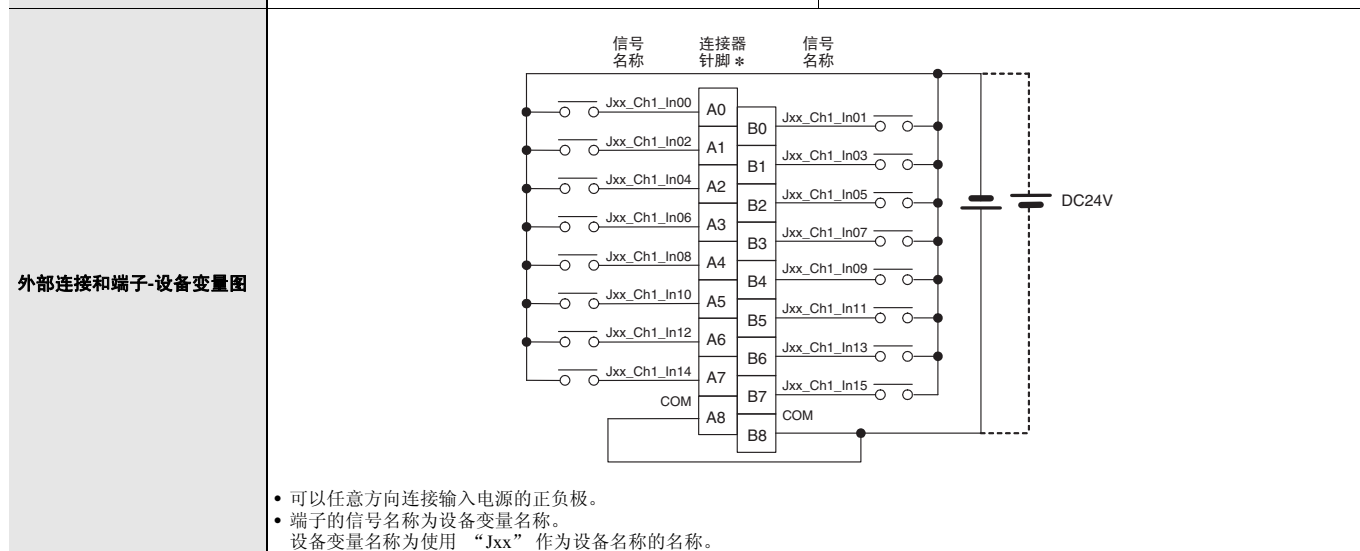 外部连接和端子-设备变量图
信号
名称
连接器
针脚 *
信号
名称
Jxx_Ch1_In00 A0
B0 Jxx_Ch1_In01
Jxx_Ch1_In02 A1
B1 Jxx_Ch1_In03
Jxx_Ch1_In04 A2
B2 Jxx_Ch1_In05
Jxx_Ch1_In06 A3
B3 Jxx_Ch1_In07
Jxx_Ch1_In08 A4
B4 Jxx_Ch1_In09
Jxx_Ch1_In10 A5
B5 Jxx_Ch1_In11
Jxx_Ch1_In12 A6
B6 Jxx_Ch1_In13
Jxx_Ch1_In14 A7
B7 Jxx_Ch1_In15
COM A8
B8 COM
DC24V
• 可以任意方向连接输入电源的正负极。
• 端子的信号名称为设备变量名称。
设备变量名称为使用 “Jxx” 作为设备名称的名称。